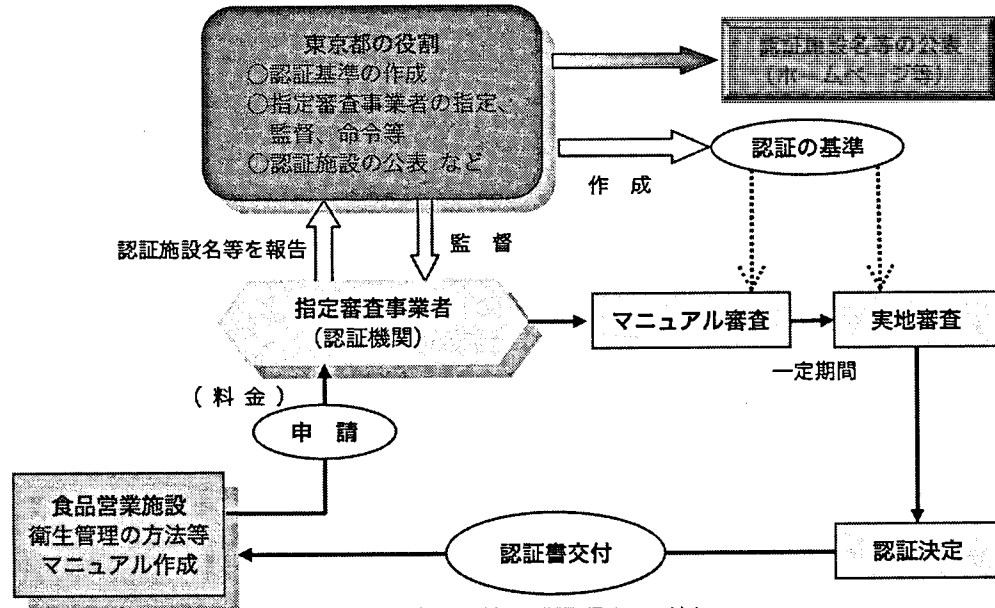 東京都の役割
○認証基準の作成
○指定審査事業者の指定、
監督、命令等
○認証施設の公表 など
認証施設名等の公表
(ホームページ等)
認証の基準
作 成
認証施設名等を報告
監 督
指定審査事業者
(認証機関)
マニュアル審査
実地審査
一定期間
(料 金)
申 請
食品営業施設
衛生管理の方法等
マニュアル作成
認証書交付
認証決定